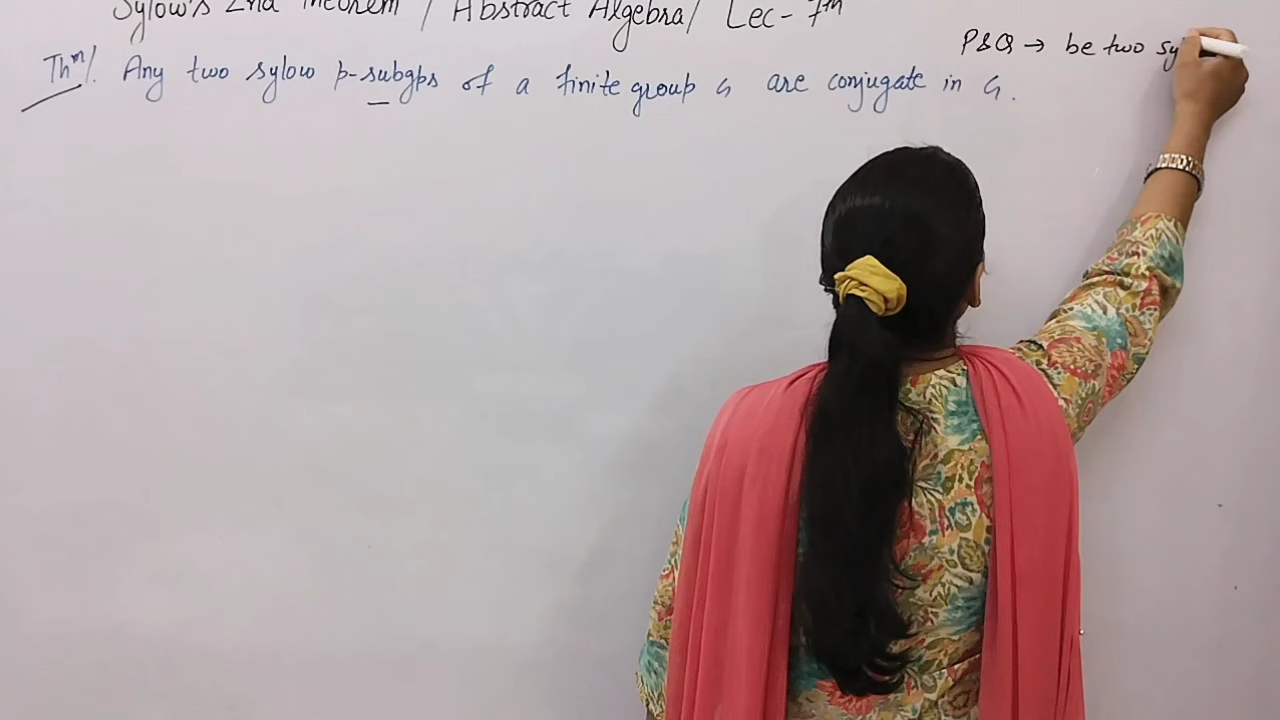 Sylow's 2nd Theorem / Abstract Algebra / Lec- 7th
Thm/. Any two sylow p-subgps of a finite group G are conjugate in G.
P&Q → be two sy